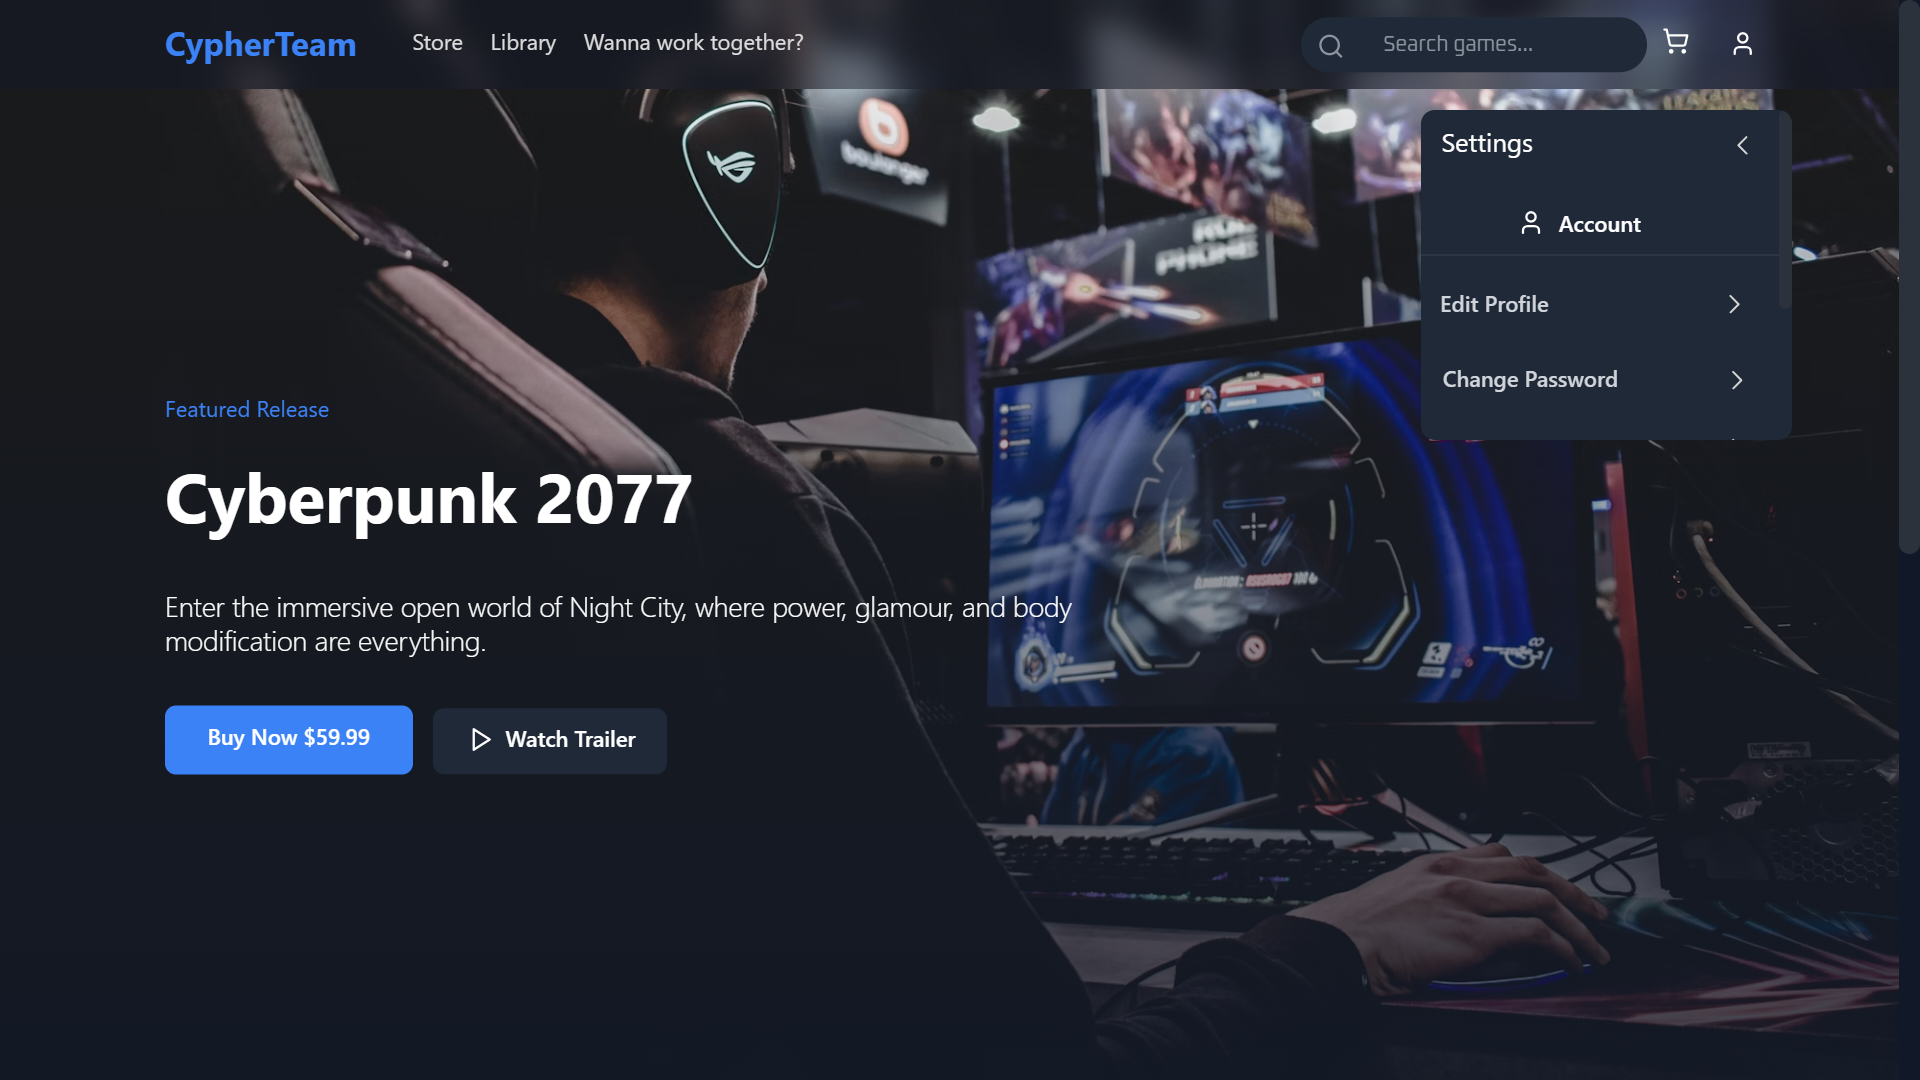 CypherTeam
Store
Library
Wanna work together?
Search games...
Settings
Account
Edit Profile
Change Password
boulanger
PHONE
Featured Release
Cyberpunk 2077
Enter the immersive open world of Night City, where power, glamour, and body
modification are everything.
Buy Now $59.99
Watch Trailer